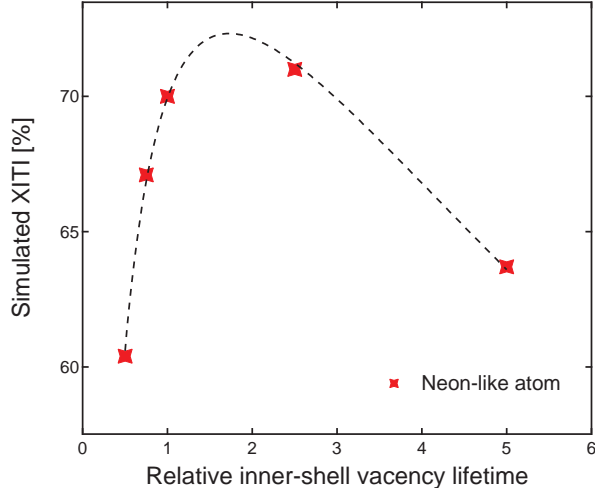 Simulated XITI [%]
70
65
60
Neon-like atom
0 1 2 3 4 5 6
Relative inner-shell vacency lifetime